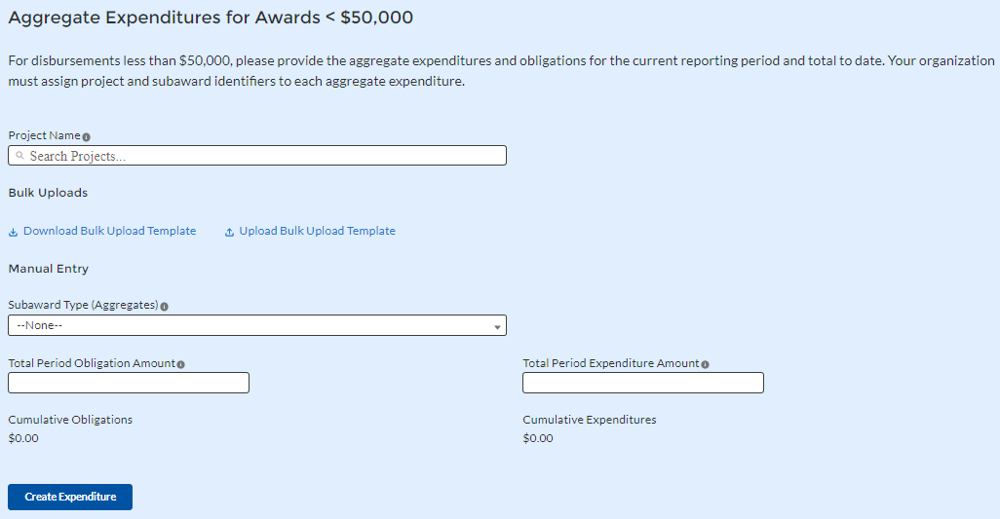 Aggregate Expenditures for Awards < $50,000
For disbursements less than $50,000, please provide the aggregate expenditures and obligations for the current reporting period and total to date. Your organization
must assign project and subaward identifiers to each aggregate expenditure.
Project Name
Search Projects...
Bulk Uploads
Download Bulk Upload Template Upload Bulk Upload Template
Manual Entry
Subaward Type (Aggregates)
--None--
Total Period Obligation Amount Total Period Expenditure Amount
Cumulative Obligations Cumulative Expenditures
$0.00 $0.00
Create Expenditure